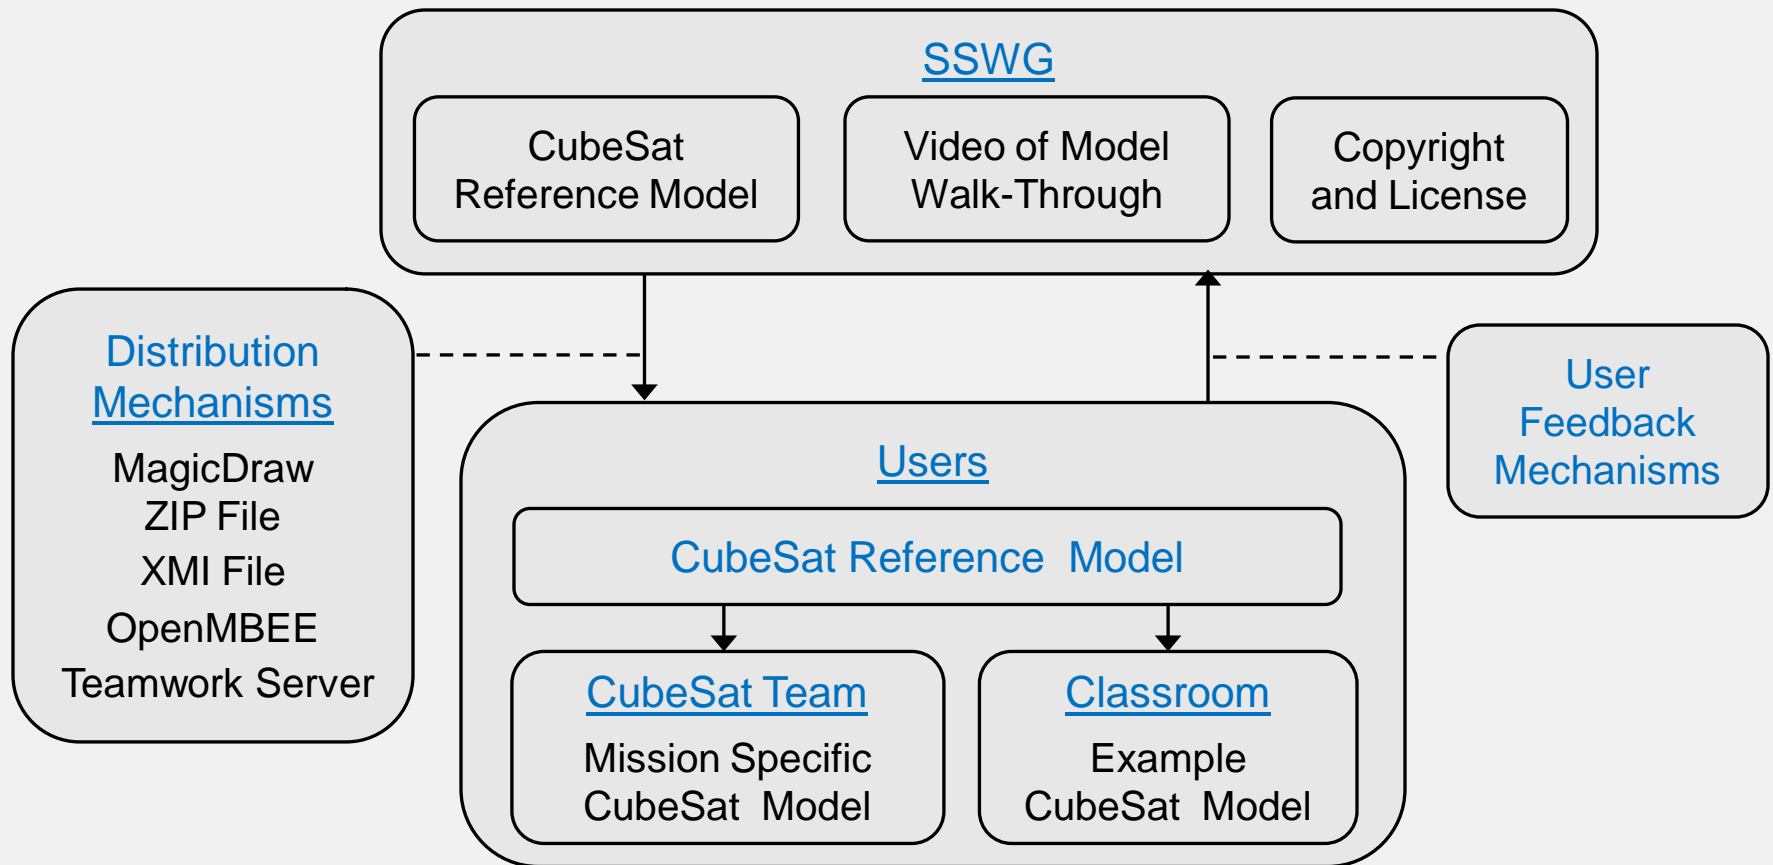 SSWG
CubeSat
Reference Model
Video of Model
Walk-Through
Copyright
and License
Distribution
Mechanisms
MagicDraw
ZIP File
XMI File
OpenMBEE
Teamwork Server
User
Feedback
Mechanisms
Users
CubeSat Reference  Model
CubeSat Team
Mission Specific
CubeSat  Model
Classroom
Example
CubeSat  Model